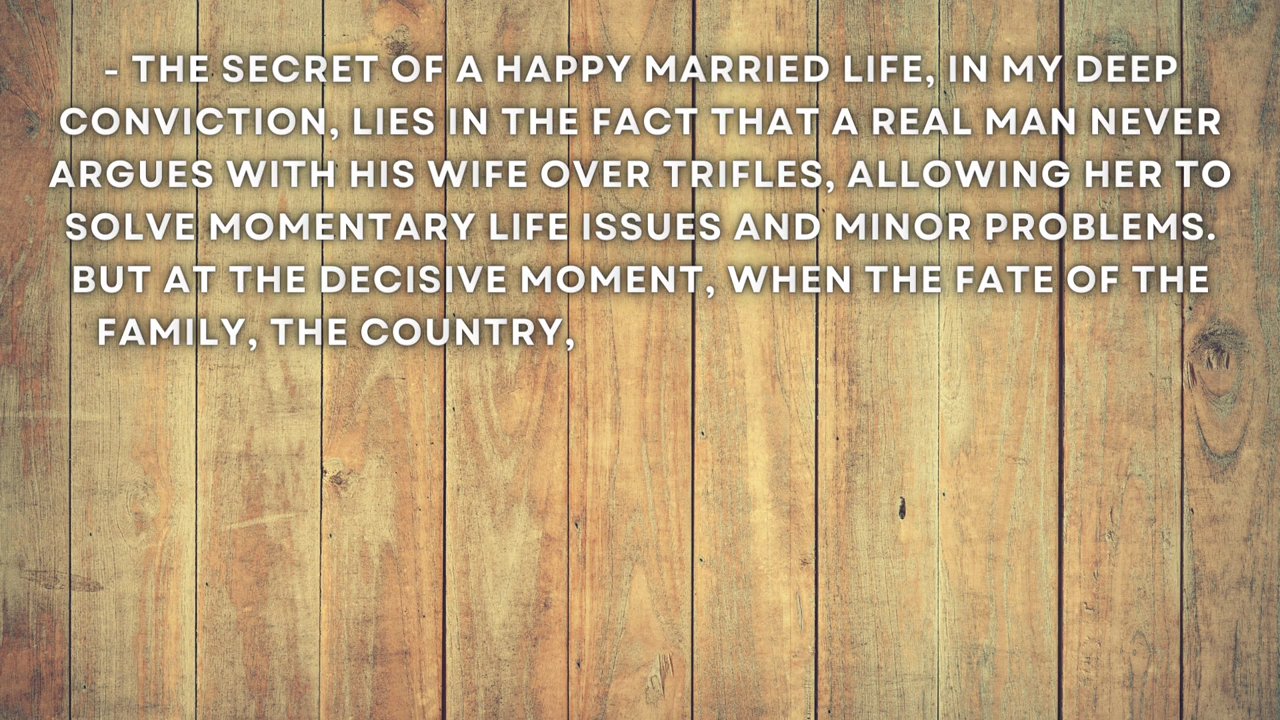 - THE SECRET OF A HAPPY MARRIED LIFE, IN MY DEEP
CONVICTION, LIES IN THE FACT THAT A REAL MAN NEVER
ARGUES WITH HIS WIFE OVER TRIFLES, ALLOWING HER TO
SOLVE MOMENTARY LIFE ISSUES AND MINOR PROBLEMS.
BUT AT THE DECISIVE MOMENT, WHEN THE FATE OF THE
FAMILY, THE COUNTRY,